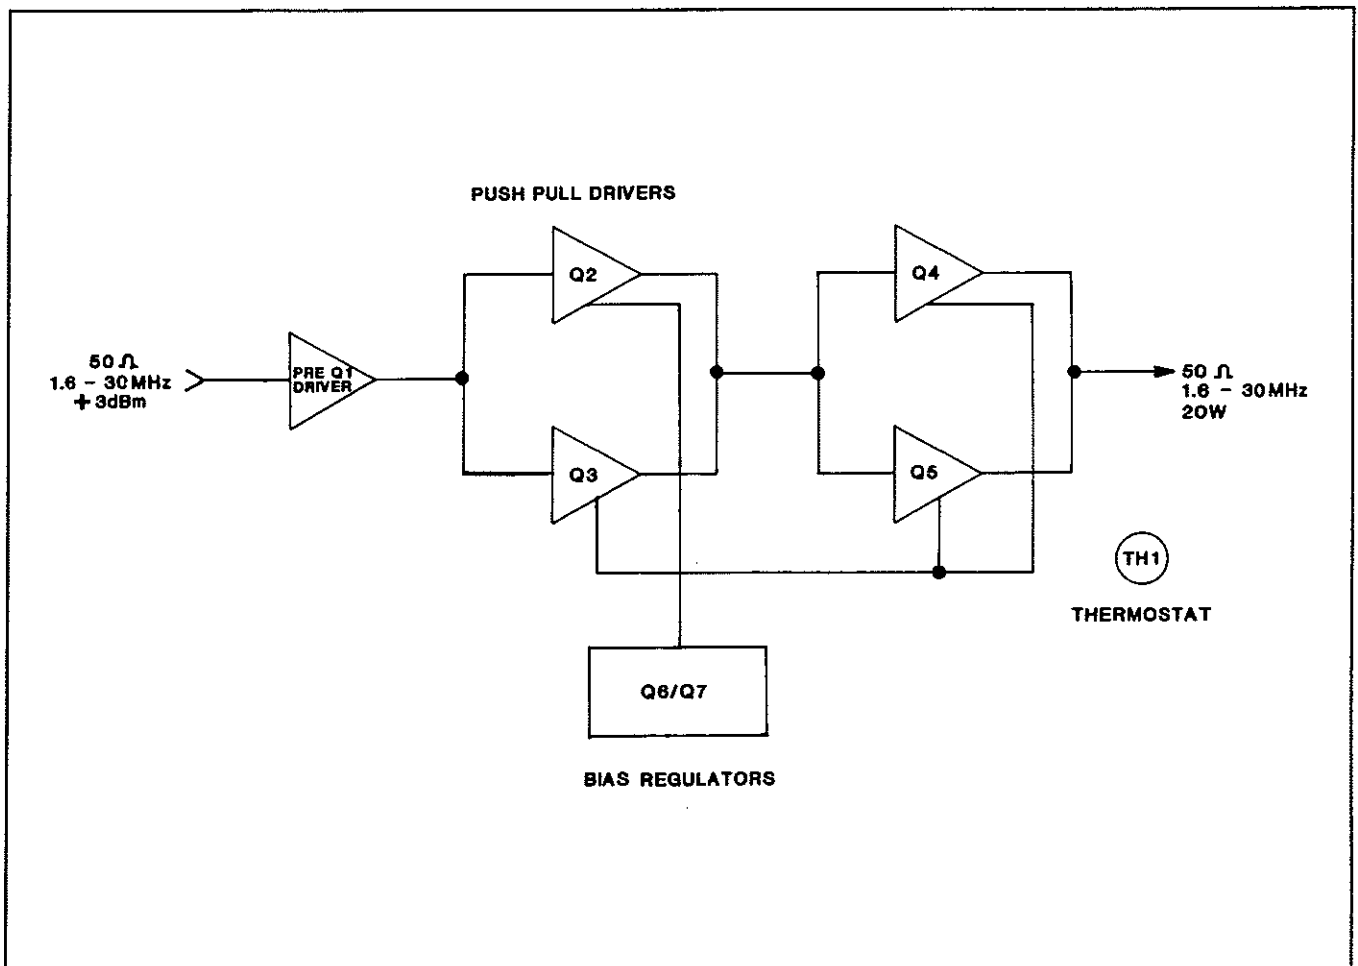 PUSH PULL DRIVERS
Q2
Q4
50 Ω
1.6 - 30MHz
+3dBm
PRE Q1
DRIVER
50 Ω
1.6 - 30MHz
20W
Q3
Q5
TH1
THERMOSTAT
Q6/Q7
BIAS REGULATORS